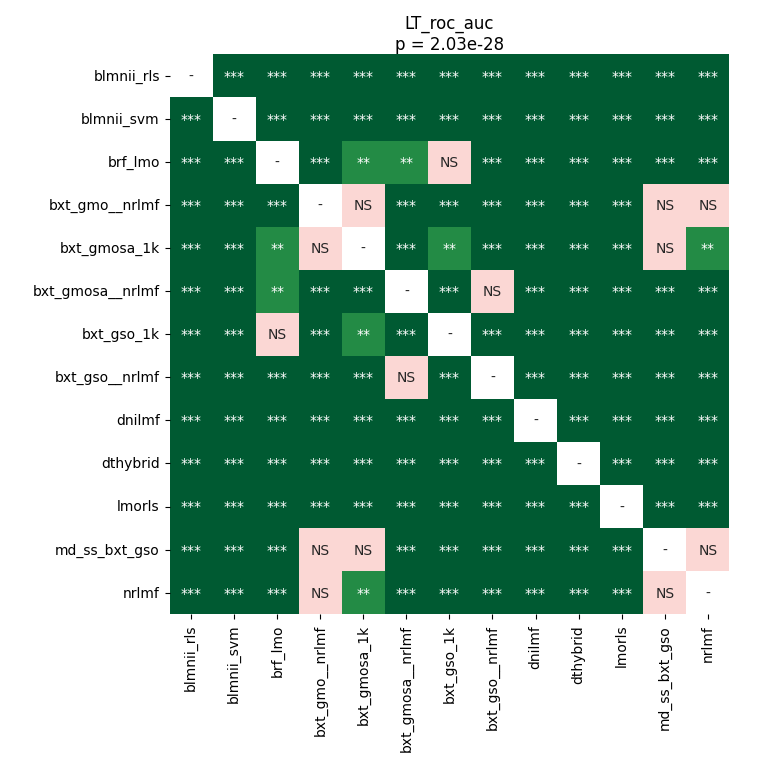 LT_roc_auc
p = 2.03e-28
blmnii_rls - *** *** *** *** *** *** *** *** *** *** *** ***
blmnii_svm *** - *** *** *** *** *** *** *** *** *** *** ***
brf_lmo *** *** - *** ** ** NS *** *** *** *** *** ***
bxt_gmo__nrlmf *** *** *** - NS *** *** *** *** *** *** NS NS
bxt_gmosa_1k *** *** ** NS - *** ** *** *** *** *** NS **
bxt_gmosa__nrlmf *** *** ** *** *** - *** NS *** *** *** *** ***
bxt_gso_1k *** *** NS *** ** *** - *** *** *** *** *** ***
bxt_gso__nrlmf *** *** *** *** *** NS *** - *** *** *** *** ***
dnilmf *** *** *** *** *** *** *** *** - *** *** *** ***
dthybrid *** *** *** *** *** *** *** *** *** - *** *** ***
lmorls *** *** *** *** *** *** *** *** *** *** - *** ***
md_ss_bxt_gso *** *** *** NS NS *** *** *** *** *** *** - NS
nrlmf *** *** *** NS ** *** *** *** *** *** *** NS -
blmnii_rls
blmnii_svm
brf_lmo
bxt_gmo__nrlmf
bxt_gmosa_1k
bxt_gmosa__nrlmf
bxt_gso_1k
bxt_gso__nrlmf
dnilmf
dthybrid
lmorls
md_ss_bxt_gso
nrlmf